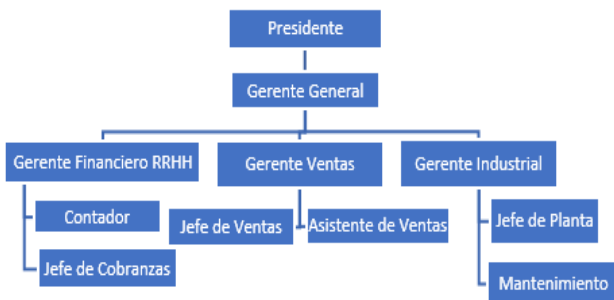 Presidente
Gerente General
Gerente Financiero RRHH
Gerente Ventas
Gerente Industrial
Contador
Jefe de Ventas
Asistente de Ventas
Jefe de Planta
Jefe de Cobranzas
Mantenimiento